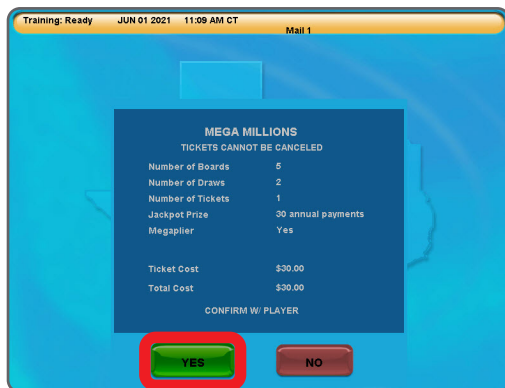 Training: Ready JUN 01 2021 11:09 AM CT
Mail 1
MEGA MILLIONS
TICKETS CANNOT BE CANCELED
Number of Boards 5
Number of Draws 2
Number of Tickets 1
Jackpot Prize 30 annual payments
Megaplier Yes
Ticket Cost $30.00
Total Cost $30.00
CONFIRM W/ PLAYER
YES NO